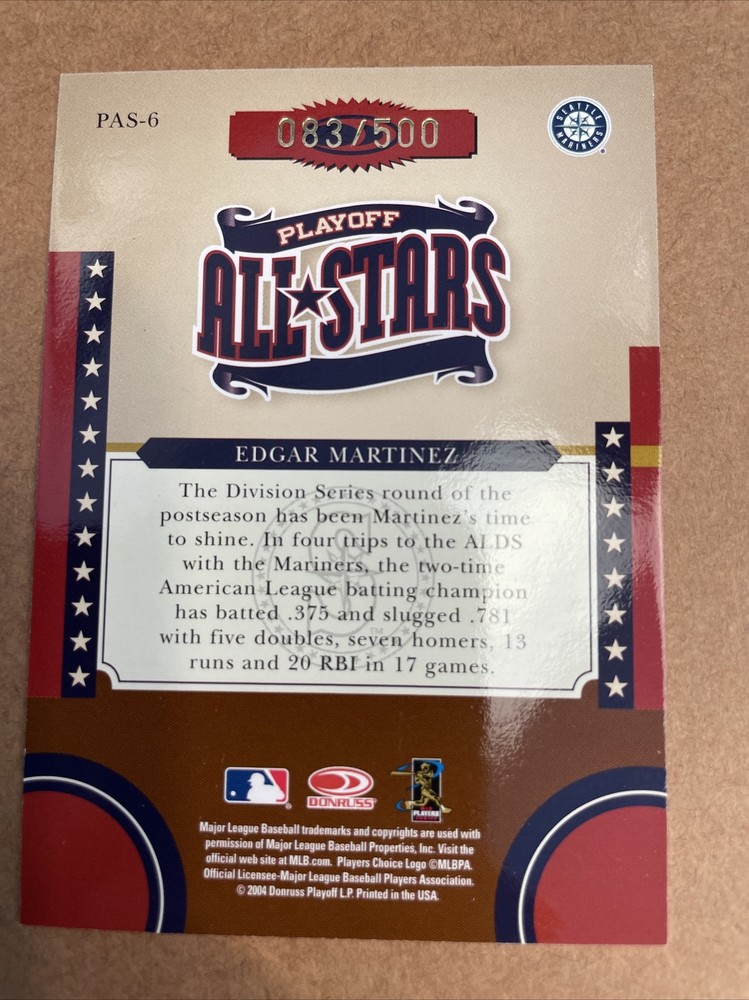 PAS-6
083/500
SEATTLE
MARINERS
PLAYOFF
ALL★STARS
EDGAR MARTINEZ
The Division Series round of the
postseason has been Martinez's time
to shine. In four trips to the ALDS
with the Mariners, the two-time
American League batting champion
has batted .375 and slugged .781
with five doubles, seven homers, 13
runs and 20 RBI in 17 games.
DONRUSS
PLAYERS
Major League Baseball trademarks and copyrights are used with
permission of Major League Baseball Properties, Inc. Visit the
official web site at MLB.com. Players Choice Logo ©MLBPA.
Official Licensee-Major League Baseball Players Association.
© 2004 Donruss Playoff L.P. Printed in the USA.